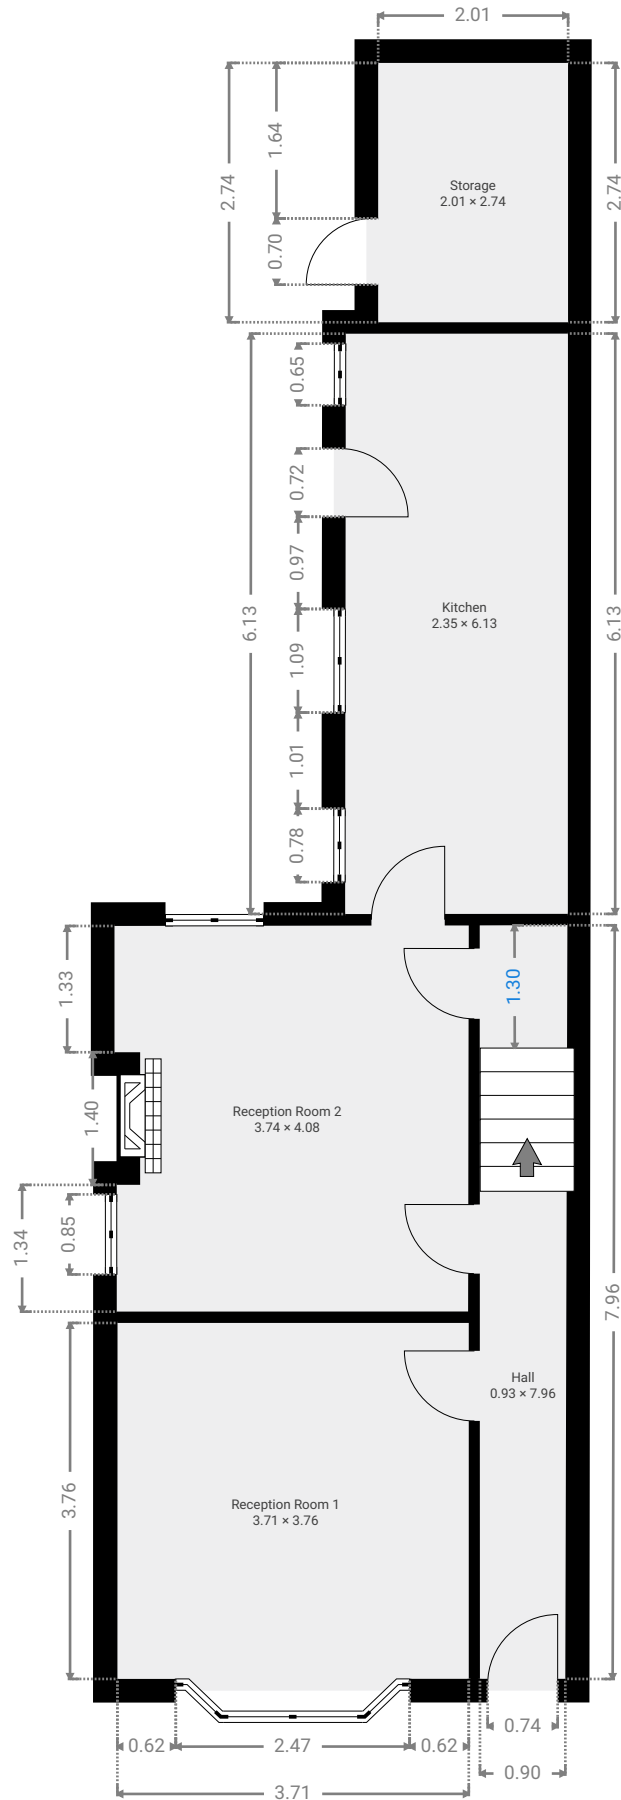 2.01
1.64
2.74
2.74
Storage
2.01 × 2.74
0.70
0.65
0.72
0.97
6.13
Kitchen
2.35 × 6.13
6.13
1.09
1.01
0.78
1.33
1.30
1.40
Reception Room 2
3.74 × 4.08
0.85
1.34
7.96
Hall
0.93 × 7.96
3.76
Reception Room 1
3.71 × 3.76
0.74
0.62
2.47
0.62
0.90
3.71